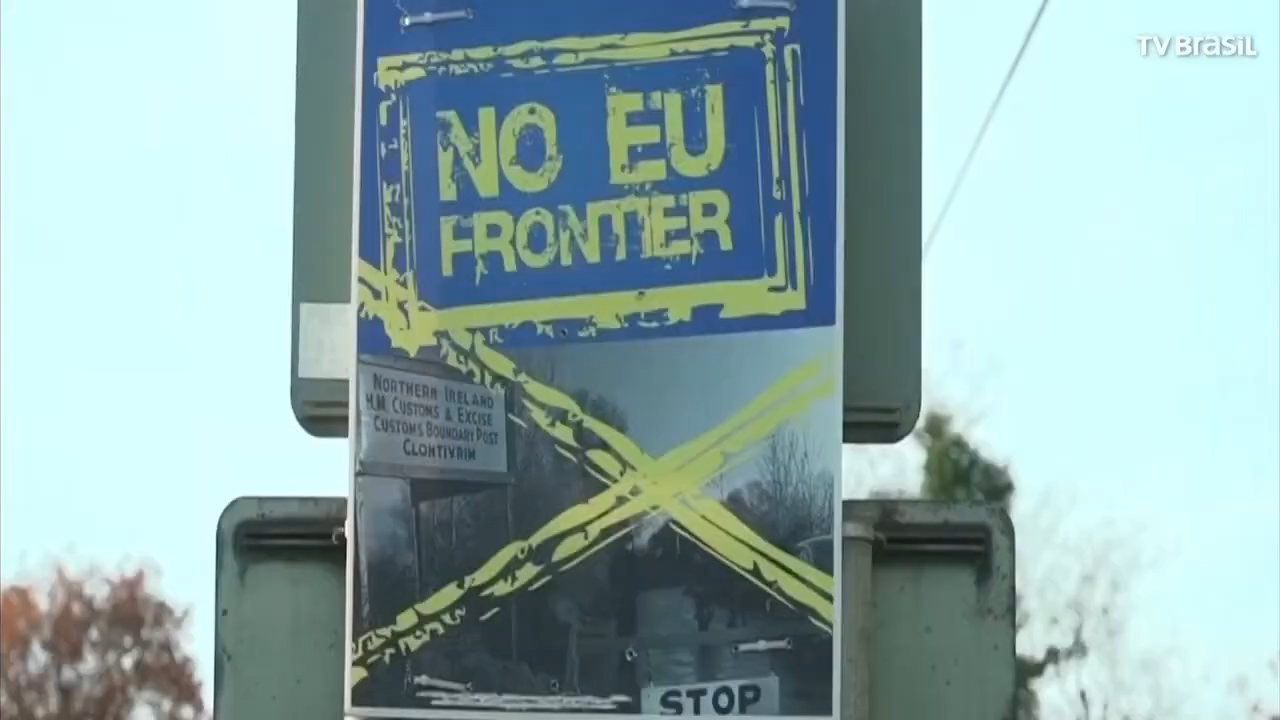 TV Brasil
NO EU
FRONTIER
NORTHERN IRELAND
H.M. CUSTOMS & EXCISE
CUSTOMS BOUNDARY POST
CLONTIVRIN
STOP